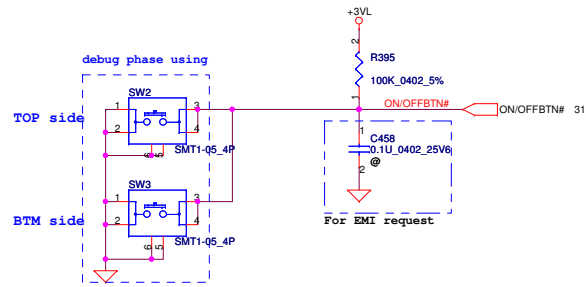 +3VL
debug phase using
2
R395
100K_0402_5%
1
SW2
1
3
ON/OFFBTN#
ON/OFFBTN# 31
TOP side
2
4
6
5
SMT1-05_4P
1
C458
0.1U_0402_25V6
@
2
SW3
1
3
BTM side
2
4
6
5
SMT1-05_4P
For EMI request